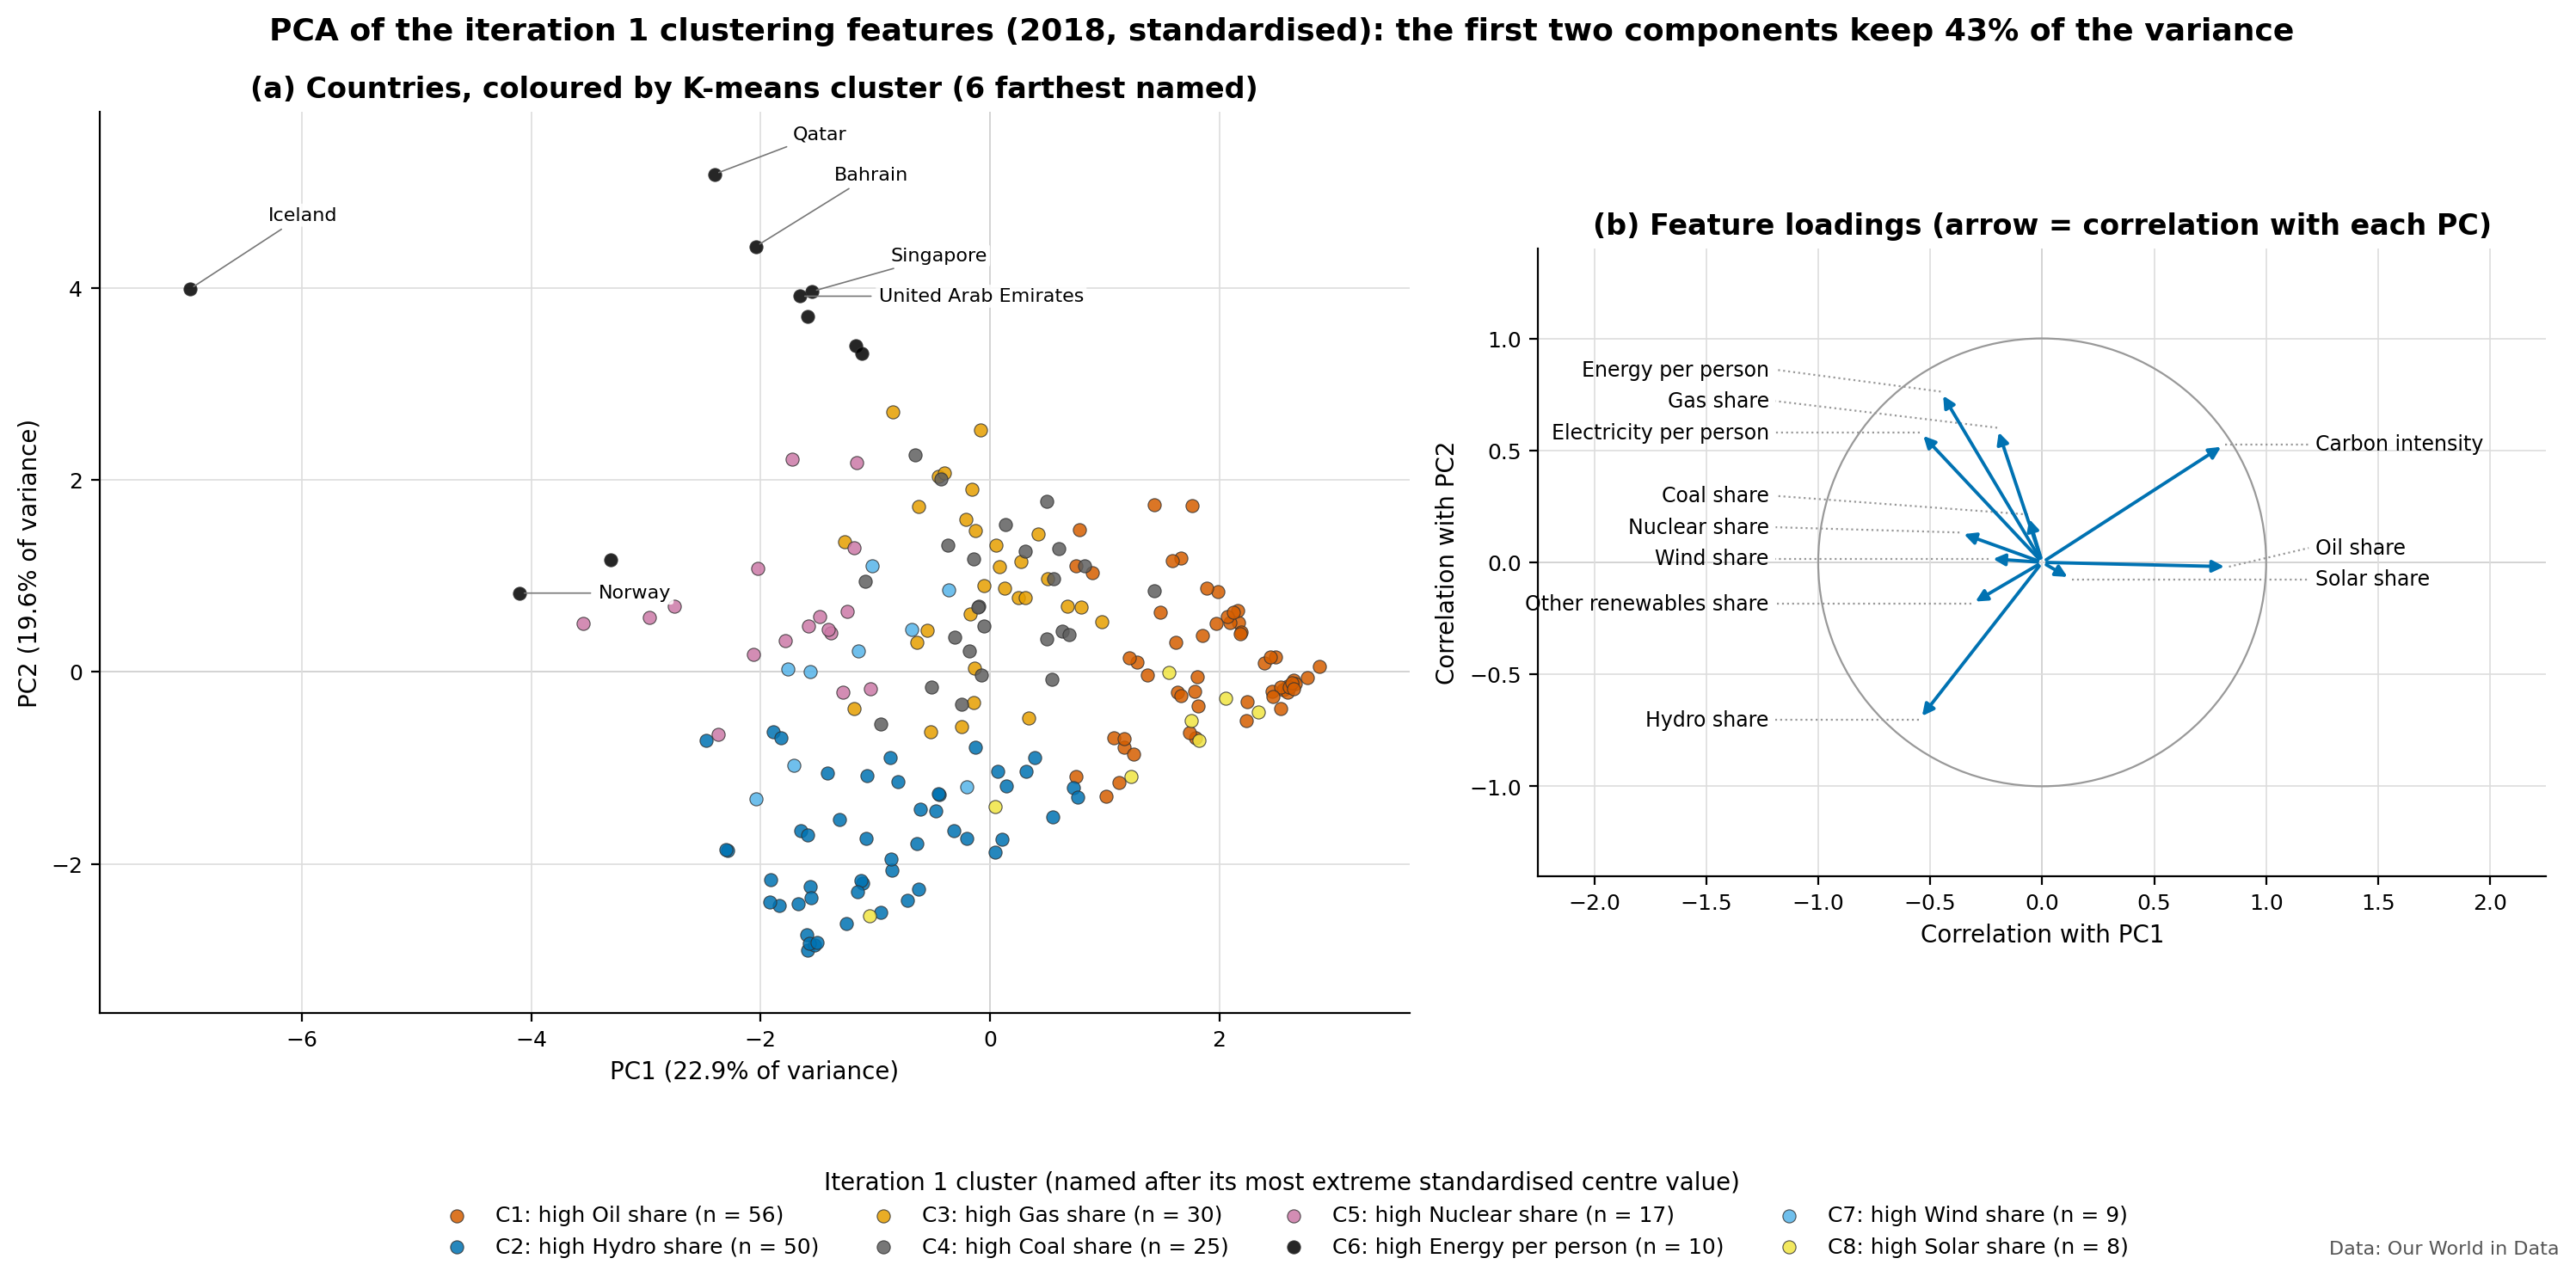 PCA of the iteration 1 clustering features (2018, standardised): the first two components keep 43% of the variance
(a) Countries, coloured by K-means cluster (6 farthest named)
Qatar
Bahrain
Iceland
Singapore
United Arab Emirates
Norway
4
2
0
−2
PC2 (19.6% of variance)
−6
−4
−2
0
2
PC1 (22.9% of variance)
(b) Feature loadings (arrow = correlation with each PC)
Energy per person
Gas share
Electricity per person
Coal share
Nuclear share
Wind share
Other renewables share
Hydro share
Carbon intensity
Oil share
Solar share
1.0
0.5
0.0
−0.5
−1.0
Correlation with PC2
−2.0
−1.5
−1.0
−0.5
0.0
0.5
1.0
1.5
2.0
Correlation with PC1
Iteration 1 cluster (named after its most extreme standardised centre value)
C1: high Oil share (n = 56)
C2: high Hydro share (n = 50)
C3: high Gas share (n = 30)
C4: high Coal share (n = 25)
C5: high Nuclear share (n = 17)
C6: high Energy per person (n = 10)
C7: high Wind share (n = 9)
C8: high Solar share (n = 8)
Data: Our World in Data